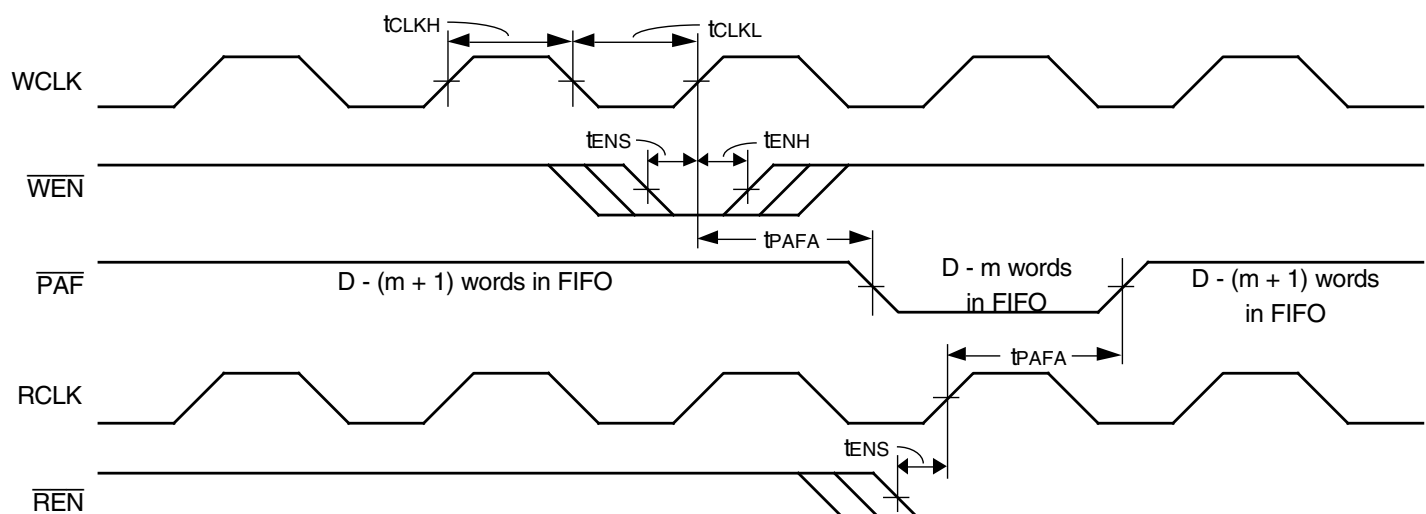 tCLKH
tCLKL
WCLK
tENS
tENH
WEN
tPAFA
PAF
D - (m + 1) words in FIFO
D - m words
in FIFO
D - (m + 1) words
in FIFO
tPAFA
RCLK
tENS
REN